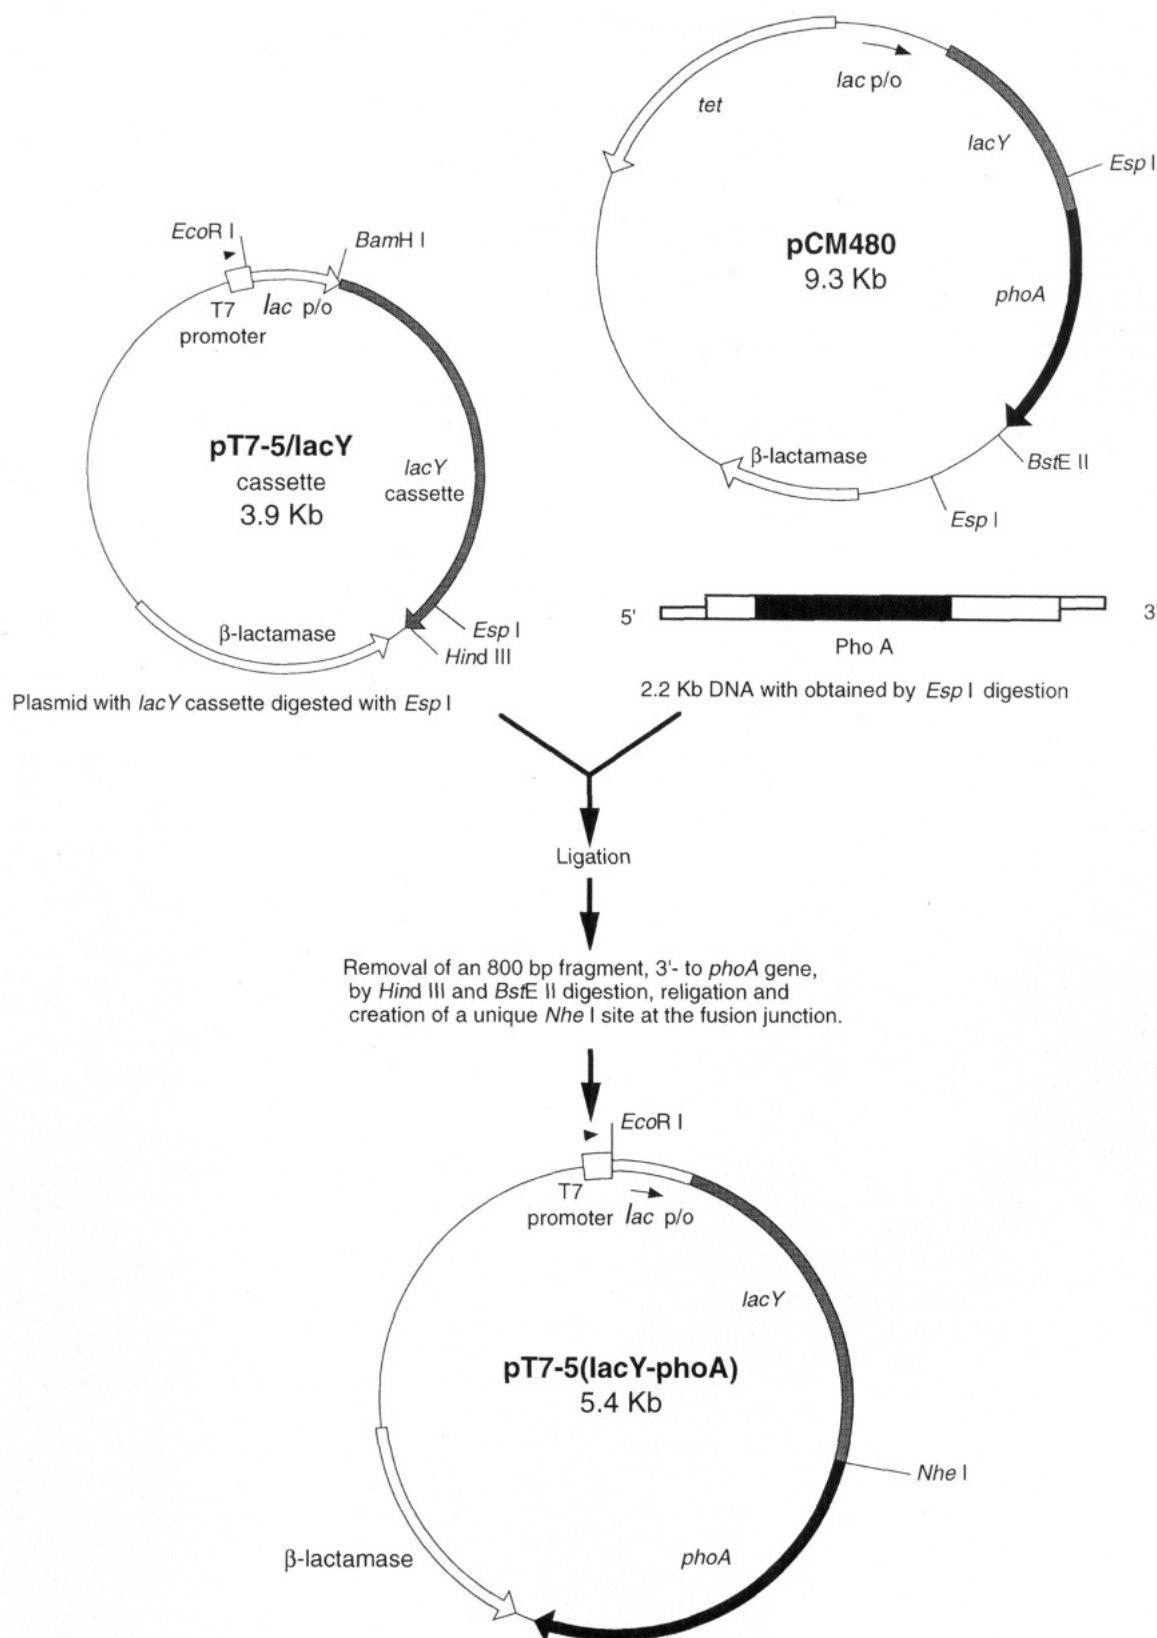 tet
lac p/o
lacY
Esp I
pCM480
9.3 Kb
phoA
BstE II
Esp I
β-lactamase
EcoR I
BamH I
T7
promoter
lac p/o
pT7-5/lacY
cassette
3.9 Kb
lacY
cassette
β-lactamase
Esp I
Hind III
5'
3'
Pho A
Plasmid with lacY cassette digested with Esp I
2.2 Kb DNA with obtained by Esp I digestion
Ligation
Removal of an 800 bp fragment, 3'- to phoA gene,
by Hind III and BstE II digestion, religation and
creation of a unique Nhe I site at the fusion junction.
EcoR I
T7
promoter
lac p/o
lacY
pT7-5(lacY-phoA)
5.4 Kb
Nhe I
β-lactamase
phoA